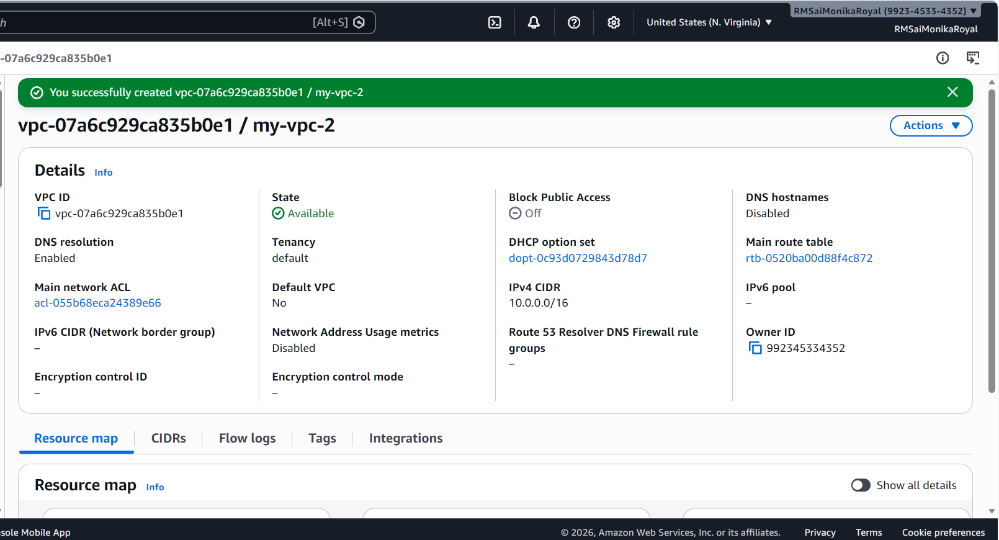 h [Alt+S] United States (N. Virginia) ▼ RMSaiMonikaRoyal (9923-4533-4352) ▼
RMSaiMonikaRoyal
-07a6c929ca835b0e1
You successfully created vpc-07a6c929ca835b0e1 / my-vpc-2
vpc-07a6c929ca835b0e1 / my-vpc-2
Actions ▼
Details Info
VPC ID
vpc-07a6c929ca835b0e1
State
Available
Block Public Access
Off
DNS hostnames
Disabled
DNS resolution
Enabled
Tenancy
default
DHCP option set
dopt-0c93d0729843d78d7
Main route table
rtb-0520ba00d88f4c872
Main network ACL
acl-055b68eca24389e66
Default VPC
No
IPv4 CIDR
10.0.0.0/16
IPv6 pool
–
IPv6 CIDR (Network border group)
–
Network Address Usage metrics
Disabled
Route 53 Resolver DNS Firewall rule
groups
–
Owner ID
992345334352
Encryption control ID
–
Encryption control mode
–
Resource map CIDRs Flow logs Tags Integrations
Resource map Info
Show all details
sole Mobile App © 2026, Amazon Web Services, Inc. or its affiliates. Privacy Terms Cookie preferences